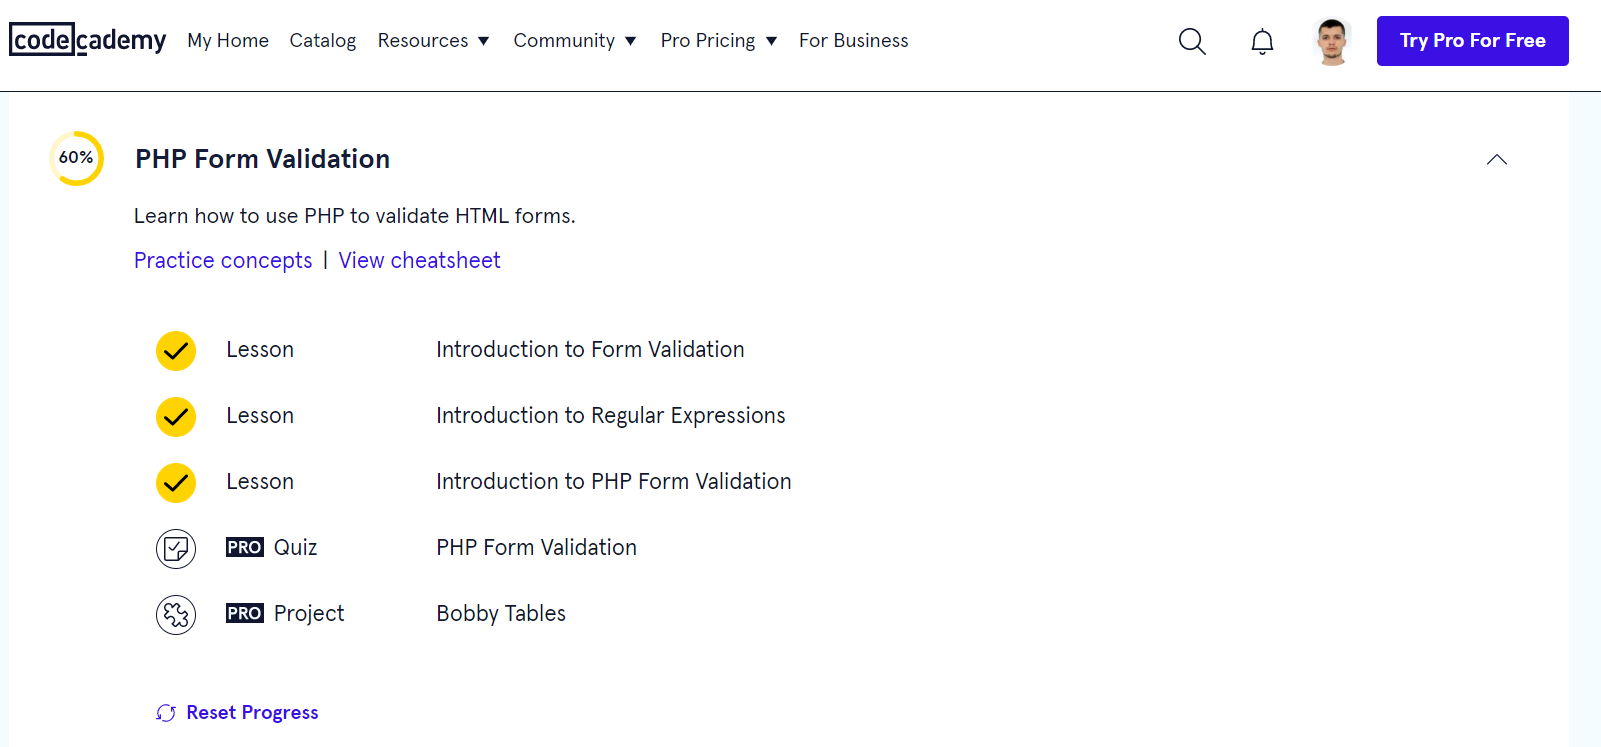 codecademy My Home Catalog Resources Community Pro Pricing For Business Try Pro For Free
60% PHP Form Validation
Learn how to use PHP to validate HTML forms.
Practice concepts | View cheatsheet
Lesson Introduction to Form Validation
Lesson Introduction to Regular Expressions
Lesson Introduction to PHP Form Validation
PRO Quiz PHP Form Validation
PRO Project Bobby Tables
Reset Progress